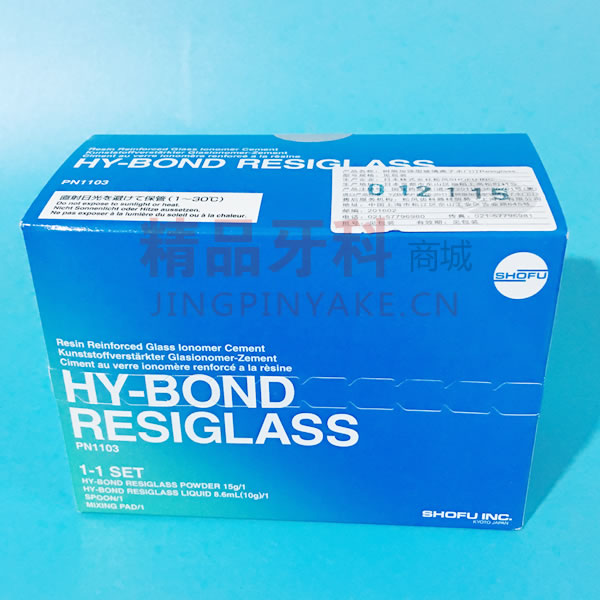 Resin Reinforced Glass Ionomer Cement
Kunststoffverstärkter Glasionomer-Zement
Ciment au verre ionomère renforcé a la rèsine
HY-BOND RESIGLASS
PN1103
直射日光を避けて保管(1～30℃)
Do not expose to sunlight or heat.
Nicht Sonnenlicht oder Hitze aussetzen.
Ne pas exposer à la lumière du soleil ou à la chaleur.
012115
精品牙科 商城
JINGPINYAKE.CN
SHOFU
Resin Reinforced Glass Ionomer Cement
Kunststoffverstärkter Glasionomer-Zement
Ciment au verre ionomère renforcé a la rèsine
HY-BOND
RESIGLASS
PN1103
1-1 SET
HY-BOND RESIGLASS POWDER 15g/1
HY-BOND RESIGLASS LIQUID 8.6mL(10g)/1
SPOON/1
MIXING PAD/1
SHOFU INC.
KYOTO JAPAN